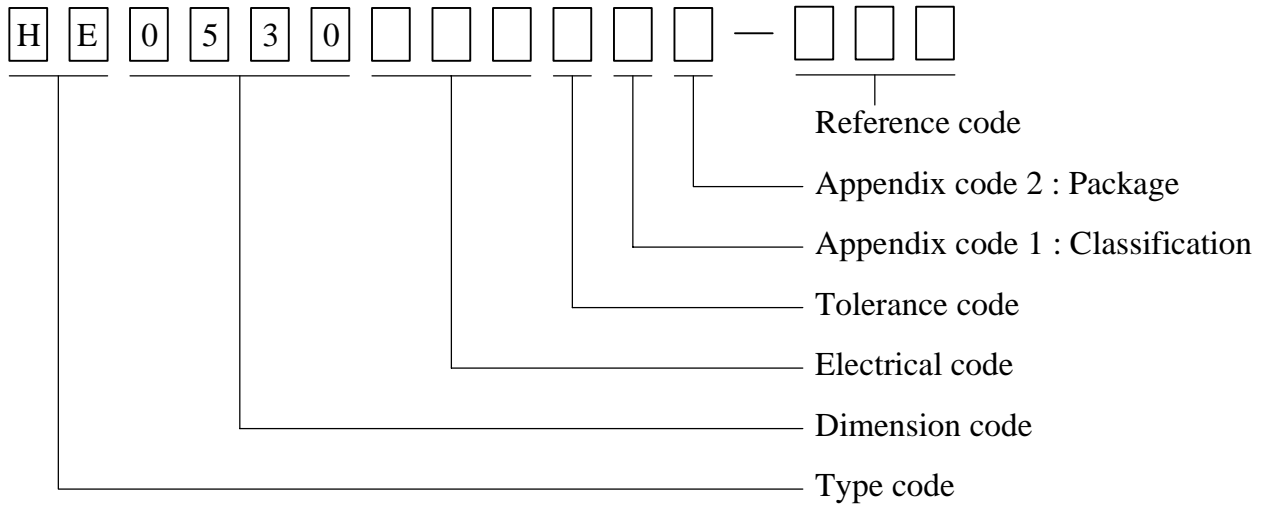 H E 0 5 3 0 —
Reference code
Appendix code 2 : Package
Appendix code 1 : Classification
Tolerance code
Electrical code
Dimension code
Type code